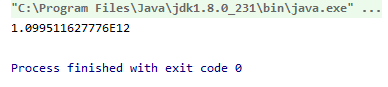 "C:\Program Files\Java\jdk1.8.0_231\bin\java.exe" ...
1.099511627776E12
Process finished with exit code 0